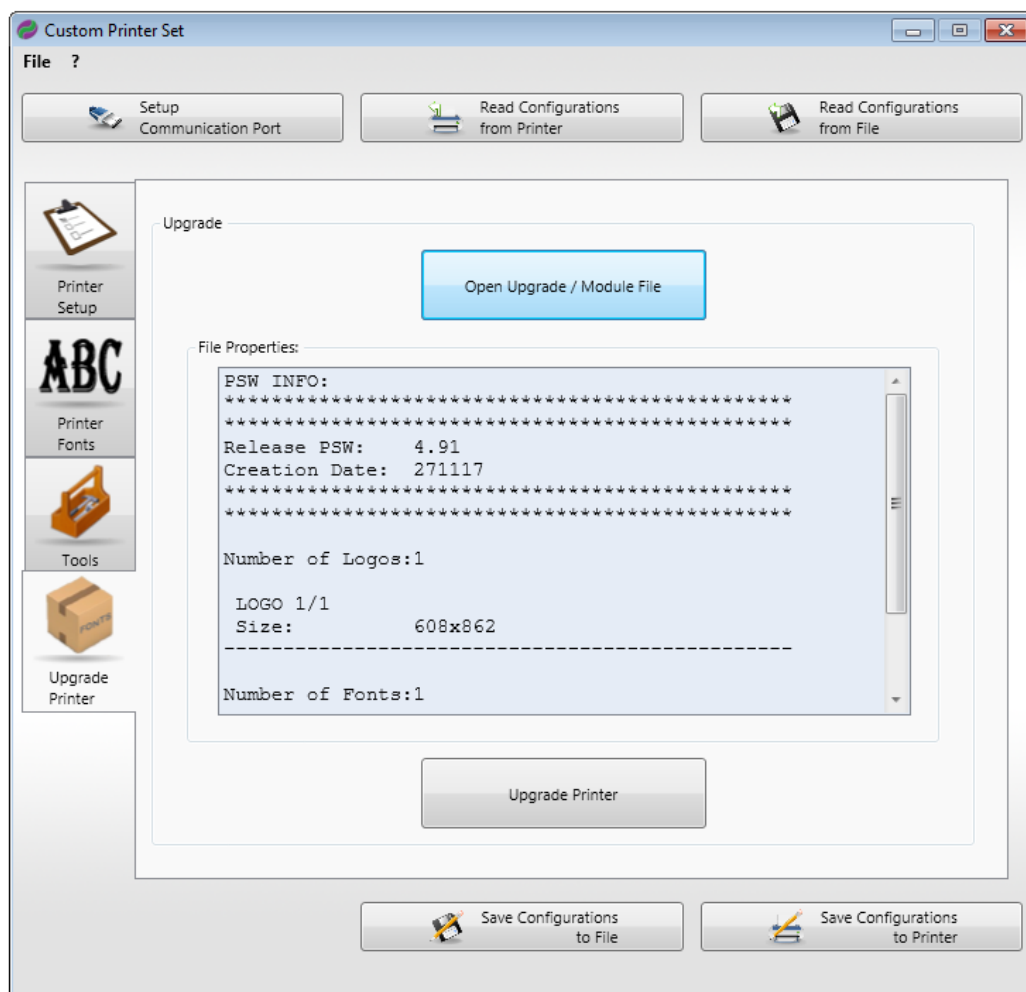 Custom Printer Set
File ?
Setup
Communication Port
Read Configurations
from Printer
Read Configurations
from File
Printer
Setup
ABC
Printer
Fonts
Tools
FONTS
Upgrade
Printer
Upgrade
Open Upgrade / Module File
File Properties:
PSW INFO:
************************************************
************************************************
Release PSW: 4.91
Creation Date: 271117
************************************************
************************************************
Number of Logos:1
LOGO 1/1
Size: 608x862
------------------------------------------------
Number of Fonts:1
Upgrade Printer
Save Configurations
to File
Save Configurations
to Printer